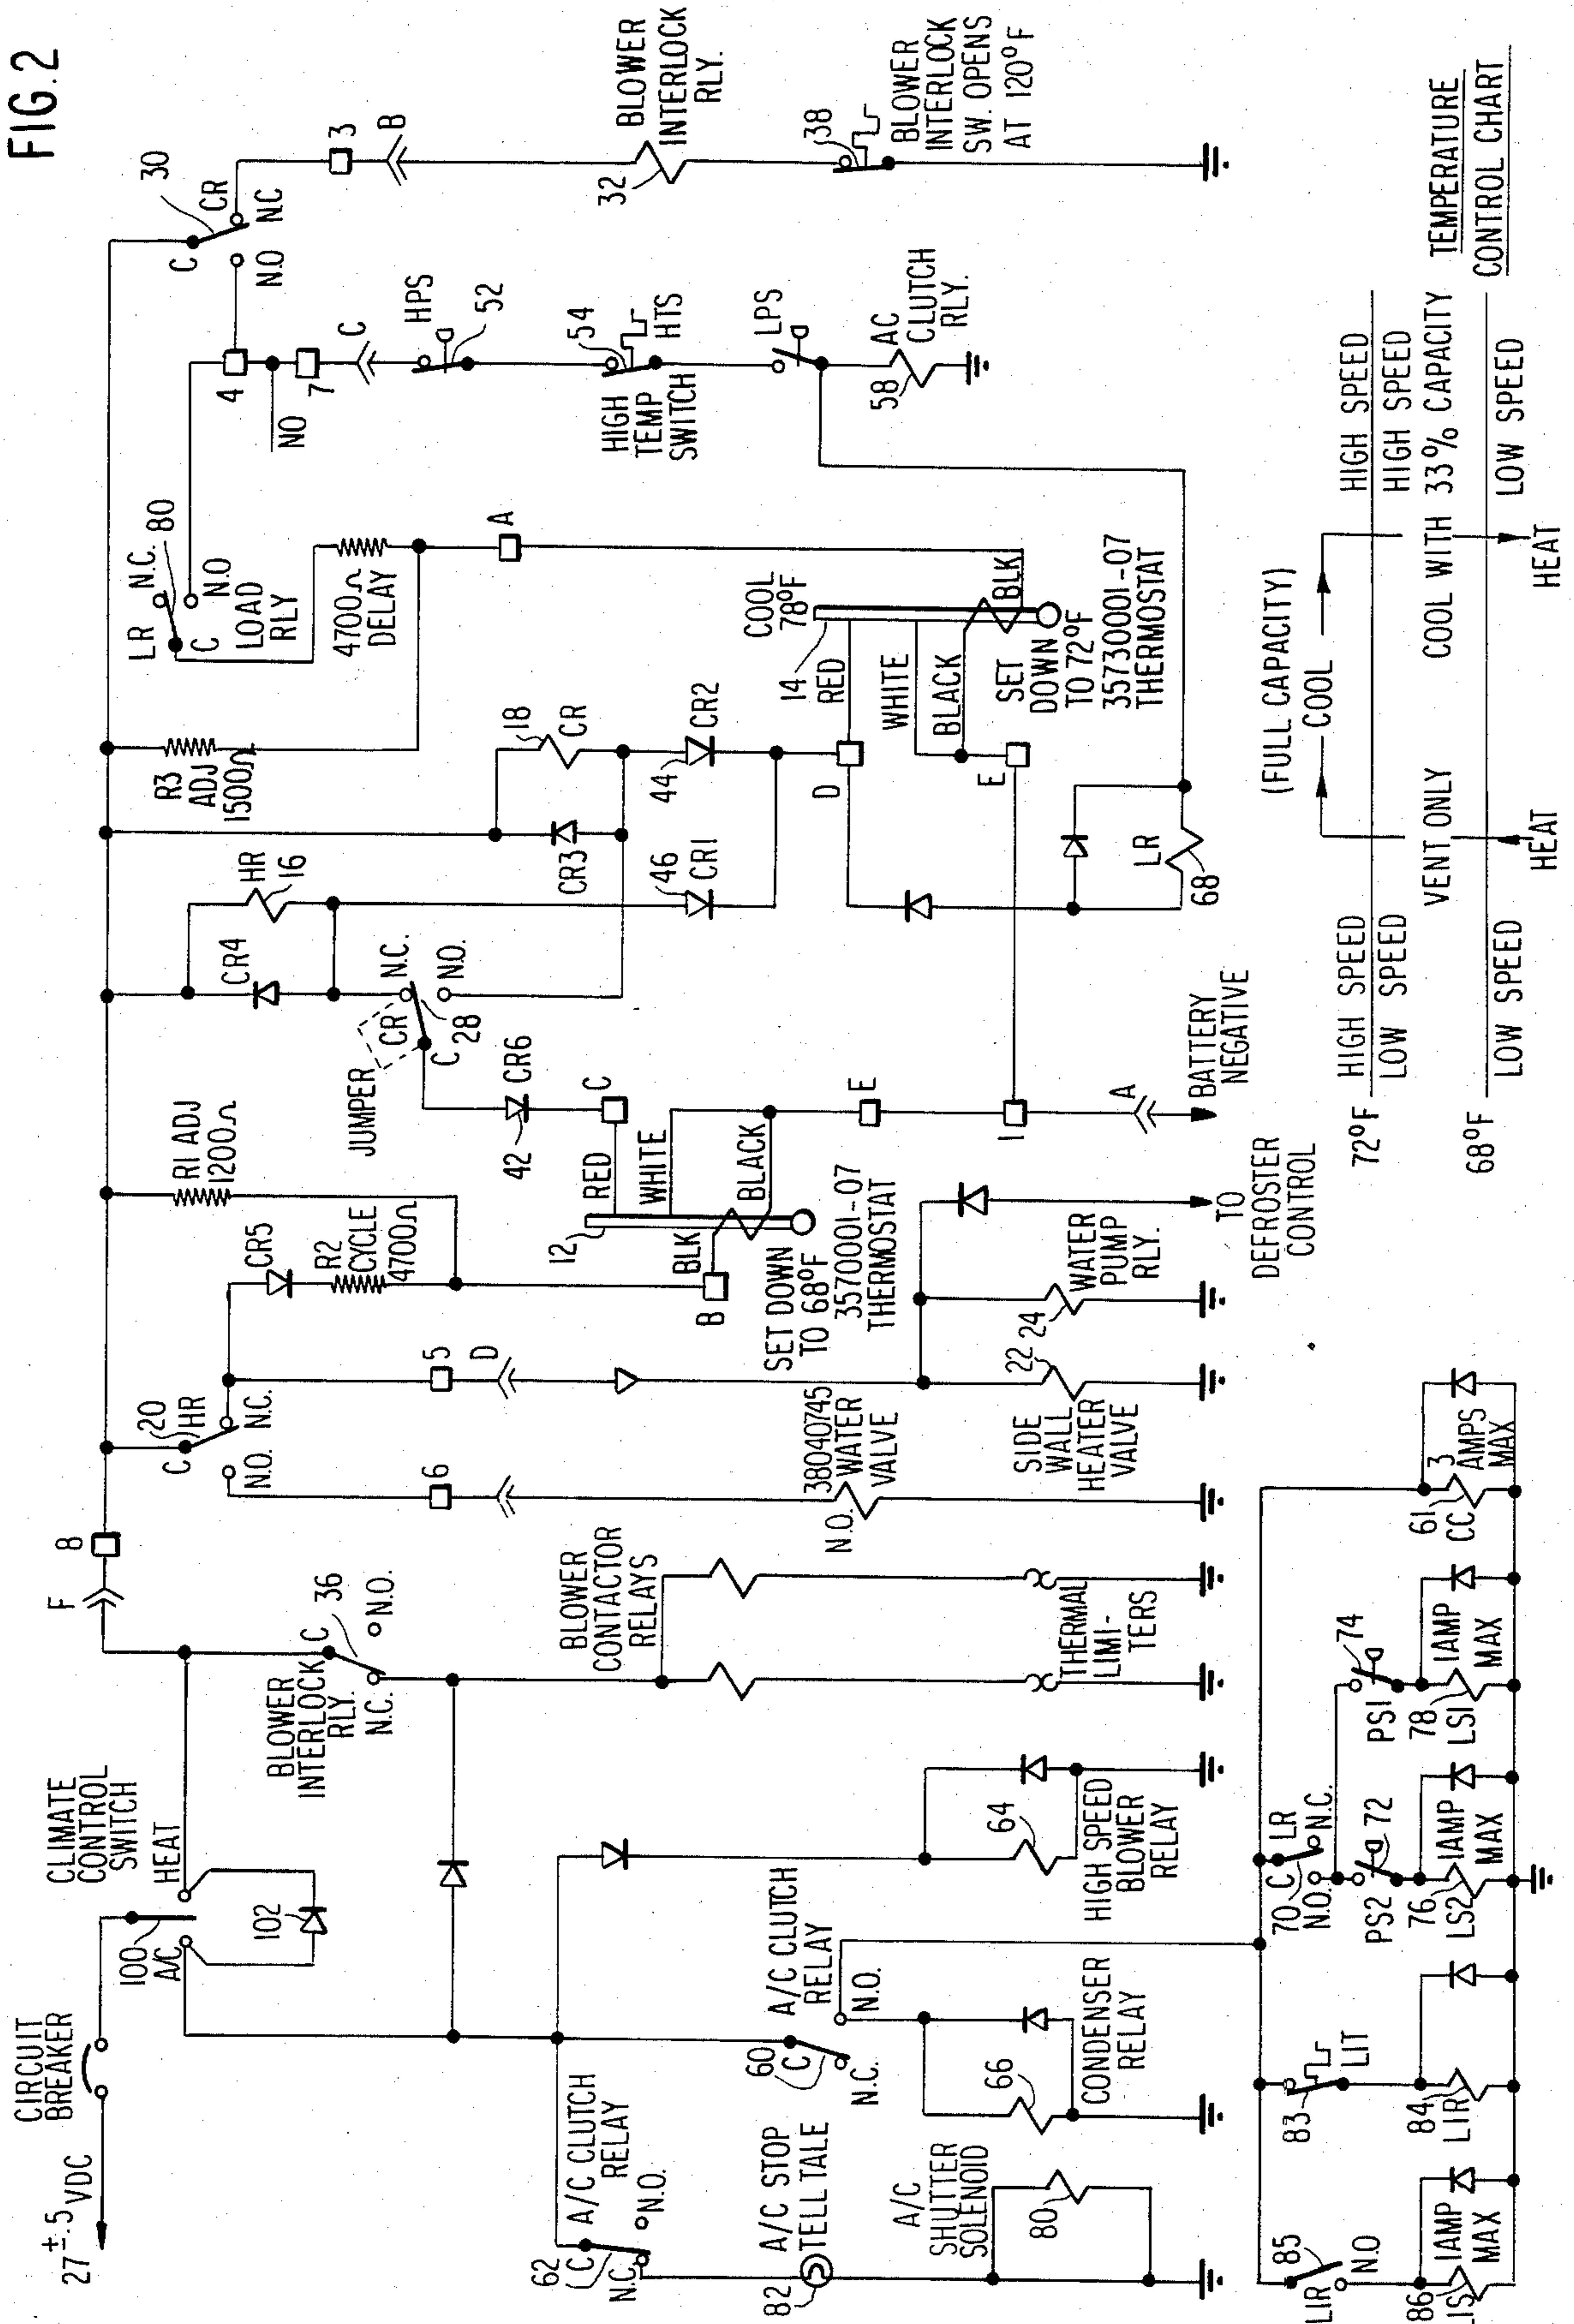 FIG.2
27 ± .5 VDC
CIRCUIT
BREAKER
CLIMATE
CONTROL
SWITCH
100
A/C
HEAT
102
F
8
BLOWER
INTERLOCK
RLY.
C
36
N.C.
N.O.
BLOWER
CONTACTOR
RELAYS
THERMAL
LIMI-
TERS
62
C
A/C CLUTCH
RELAY
N.C.
N.O.
82
A/C STOP
TELL TALE
A/C
SHUTTER
SOLENOID
80
60
C
A/C CLUTCH
RELAY
N.C.
N.O.
66
CONDENSER
RELAY
64
HIGH SPEED
BLOWER
RELAY
20
C
HR
N.O.
N.C.
6
5
D
38040745
WATER
VALVE
N.O.
SIDE
WALL
HEATER
VALVE
22
24
WATER
PUMP
RLY.
TO
DEFROSTER
CONTROL
CR5
R2
CYCLE
4700Ω
R1 ADJ
1200Ω
B
BLK
12
RED
WHITE
BLACK
SET DOWN
TO 68°F
3570001-07
THERMOSTAT
C
42
CR6
JUMPER
CR
C
28
N.C.
N.O.
E
1
A
BATTERY
NEGATIVE
CR4
HR
16
46
CR1
CR3
18
CR
44
CR2
R3
ADJ
1500Ω
D
E
LR
68
LR
N.C.
80
C
N.O
LOAD
RLY
4700Ω
DELAY
A
COOL
78°F
14
RED
WHITE
BLACK
BLK
SET
DOWN
TO 72°F
35730001-07
THERMOSTAT
4
NO
7
C
HPS
52
54
HTS
HIGH
TEMP
SWITCH
LPS
58
AC
CLUTCH
RLY.
30
C
CR
N.O
N.C
3
B
32
BLOWER
INTERLOCK
RLY.
38
BLOWER
INTERLOCK
SW. OPENS
AT 120°F
LIR
85
N.O
86
LIS
1AMP
MAX
83
LIT
84
LIR
70
C
LR
N.O.
N.C.
PS2
72
76
LS2
1AMP
MAX
PS1
74
78
LS1
1AMP
MAX
61
CC
3
AMPS
MAX
TEMPERATURE
CONTROL CHART
(FULL CAPACITY)
COOL
72°F
HIGH SPEED
HIGH SPEED
LOW SPEED
HIGH SPEED
VENT ONLY
COOL WITH 33% CAPACITY
68°F
LOW SPEED
LOW SPEED
HEAT
HEAT